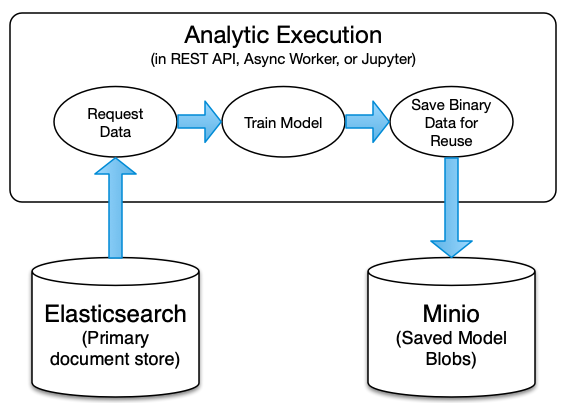 Analytic Execution
(in REST API, Async Worker, or Jupyter)
Request
Data
Train Model
Save Binary
Data for
Reuse
Elasticsearch
(Primary
document store)
Minio
(Saved Model
Blobs)